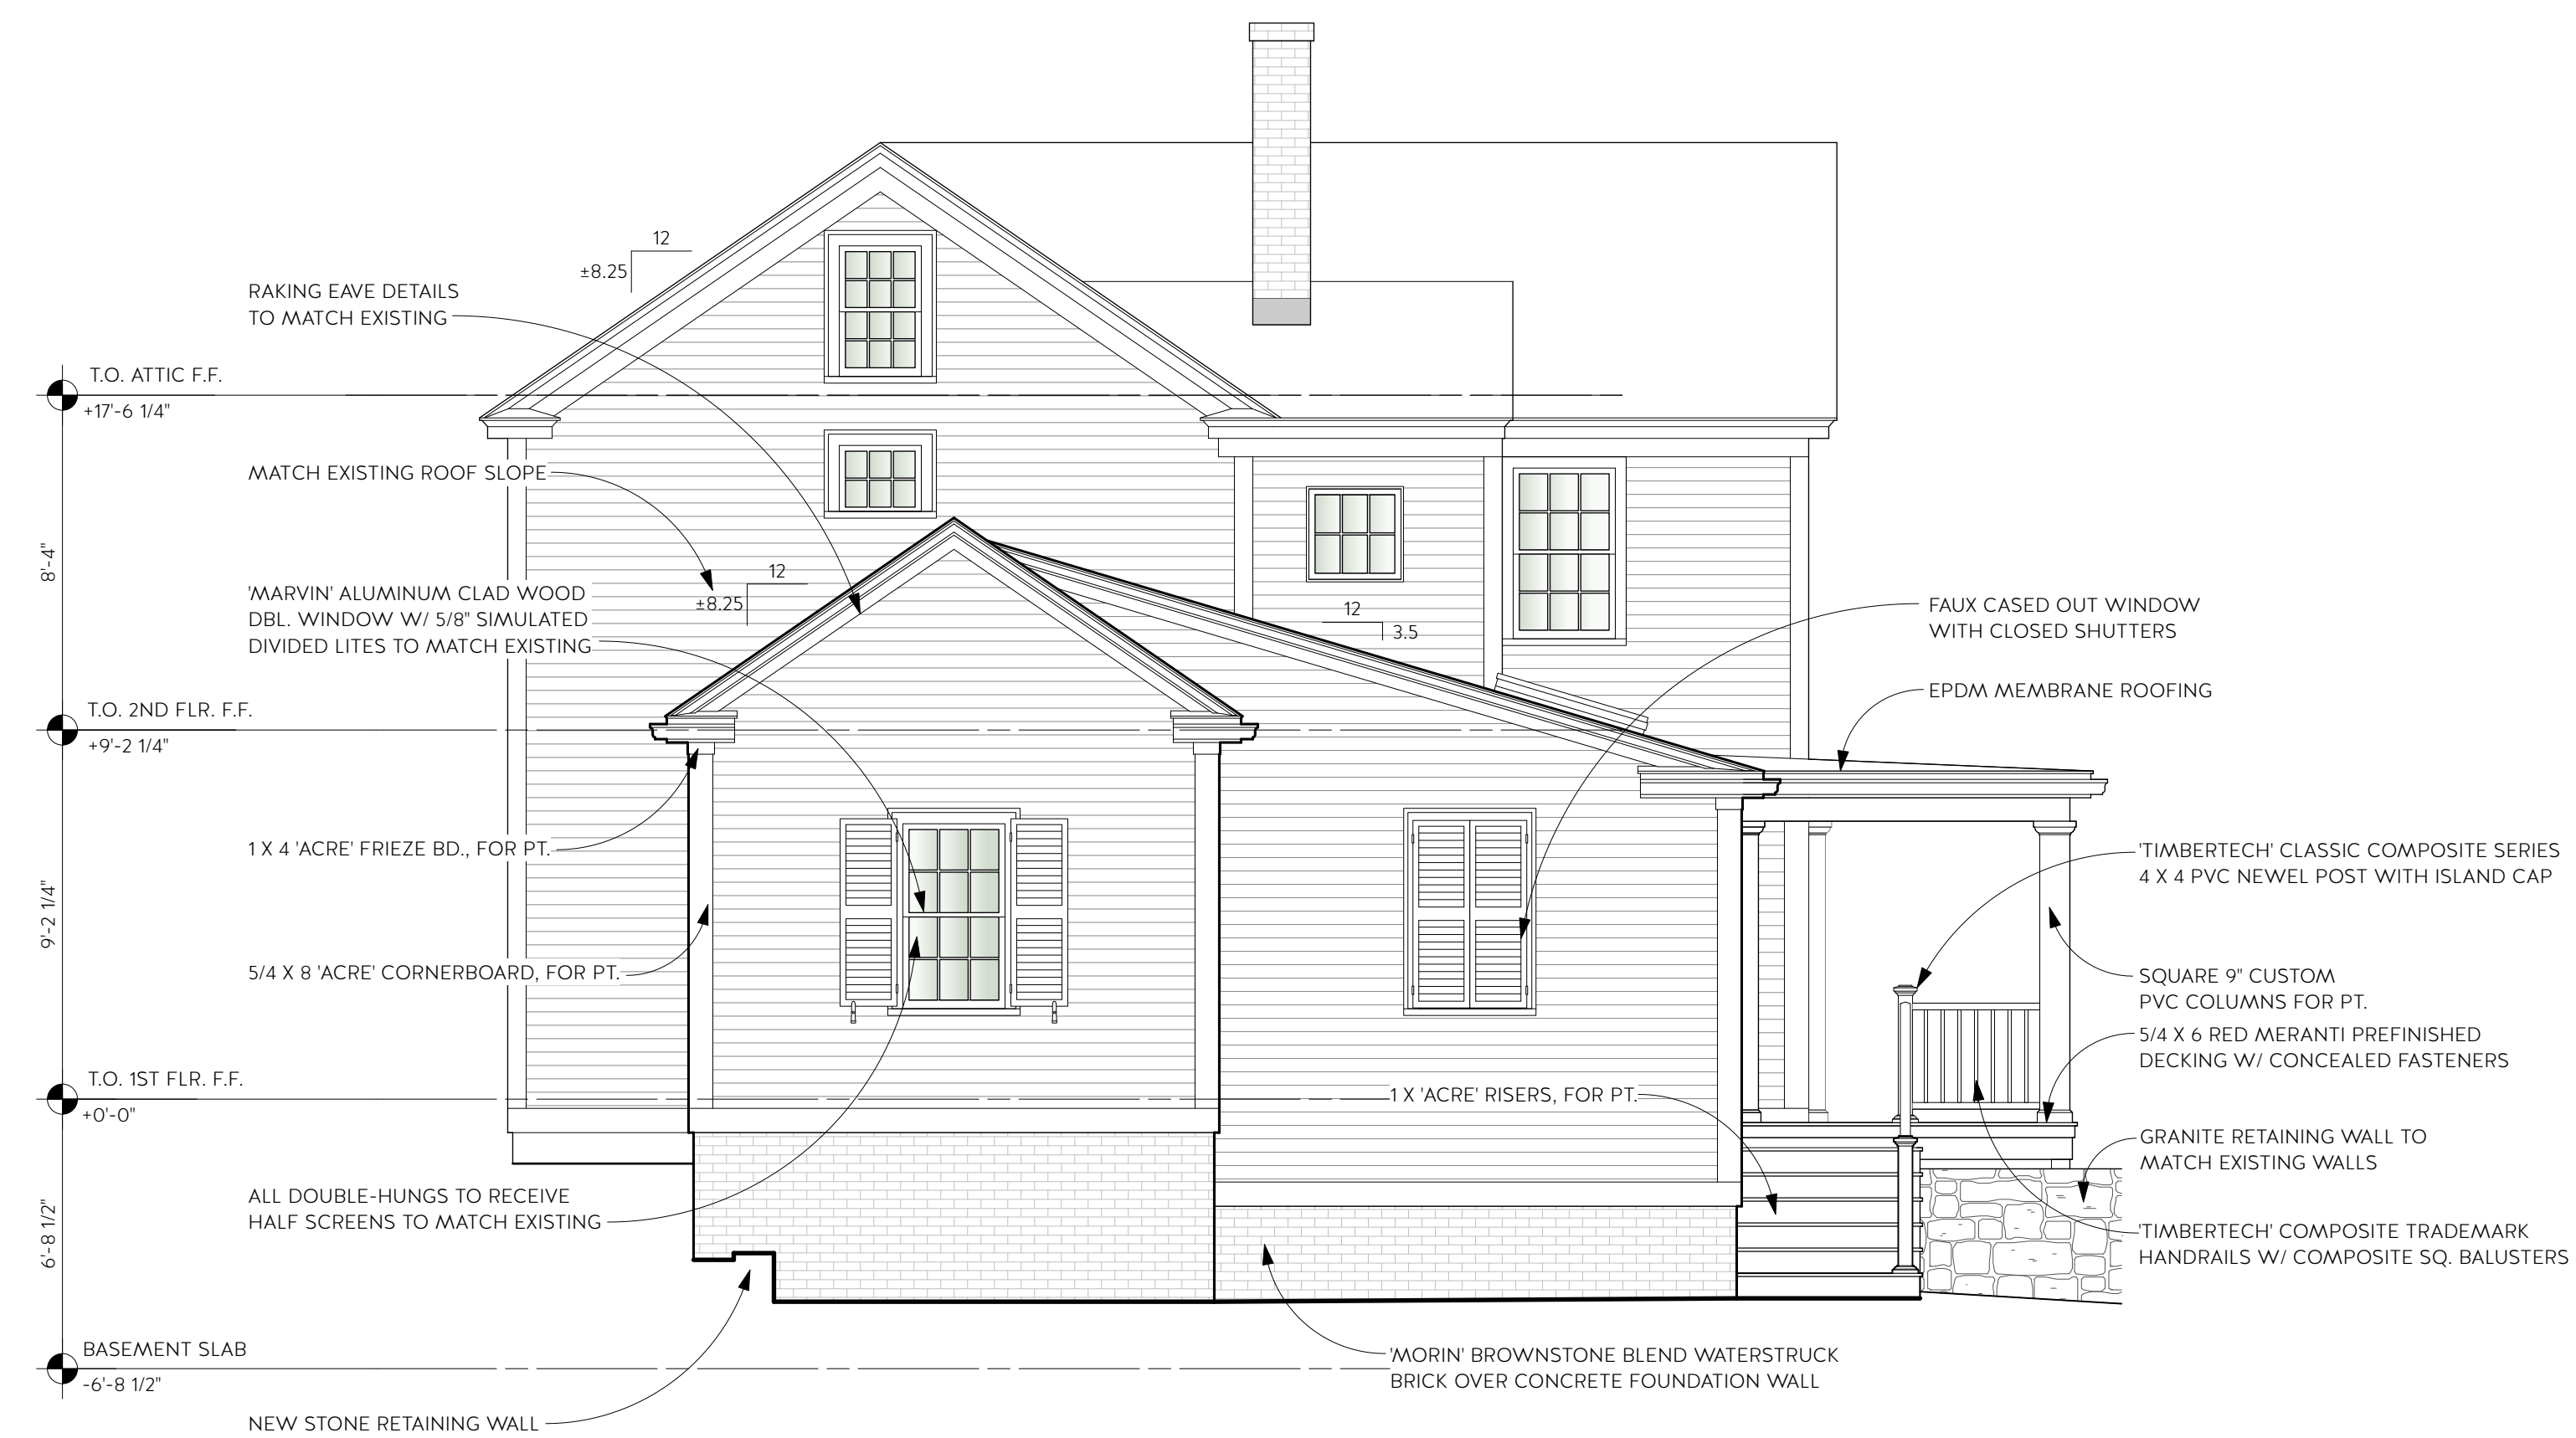 12
±8.25
RAKING EAVE DETAILS
TO MATCH EXISTING
T.O. ATTIC F.F.
+17'-6 1/4"
MATCH EXISTING ROOF SLOPE
8'-4"
12
±8.25
'MARVIN' ALUMINUM CLAD WOOD
DBL. WINDOW W/ 5/8" SIMULATED
DIVIDED LITES TO MATCH EXISTING
12
3.5
FAUX CASED OUT WINDOW
WITH CLOSED SHUTTERS
EPDM MEMBRANE ROOFING
T.O. 2ND FLR. F.F.
+9'-2 1/4"
1 X 4 'ACRE' FRIEZE BD., FOR PT.
'TIMBERTECH' CLASSIC COMPOSITE SERIES
4 X 4 PVC NEWEL POST WITH ISLAND CAP
9'-2 1/4"
5/4 X 8 'ACRE' CORNERBOARD, FOR PT.
SQUARE 9" CUSTOM
PVC COLUMNS FOR PT.
5/4 X 6 RED MERANTI PREFINISHED
DECKING W/ CONCEALED FASTENERS
T.O. 1ST FLR. F.F.
+0'-0"
1 X 'ACRE' RISERS, FOR PT.
GRANITE RETAINING WALL TO
MATCH EXISTING WALLS
ALL DOUBLE-HUNGS TO RECEIVE
HALF SCREENS TO MATCH EXISTING
6'-8 1/2"
'TIMBERTECH' COMPOSITE TRADEMARK
HANDRAILS W/ COMPOSITE SQ. BALUSTERS
BASEMENT SLAB
-6'-8 1/2"
'MORIN' BROWNSTONE BLEND WATERSTRUCK
BRICK OVER CONCRETE FOUNDATION WALL
NEW STONE RETAINING WALL